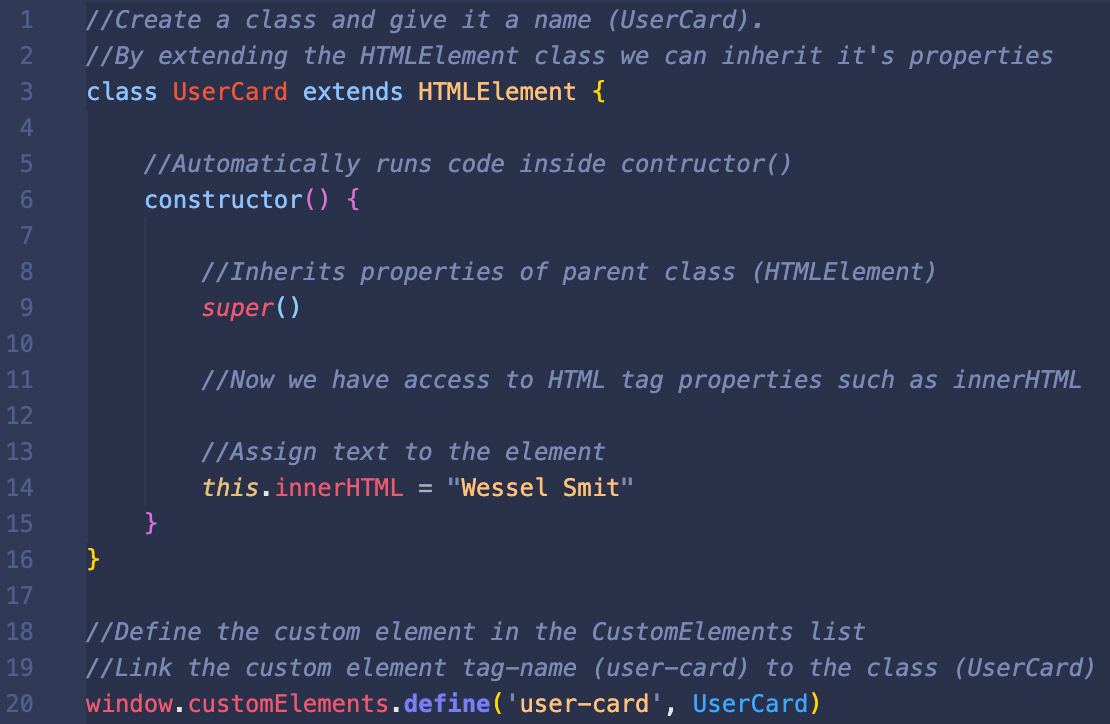 1 //Create a class and give it a name (UserCard).
2 //By extending the HTMLElement class we can inherit it's properties
3 class UserCard extends HTMLElement {
4
5 //Automatically runs code inside contructor()
6 constructor() {
7
8 //Inherits properties of parent class (HTMLElement)
9 super()
10
11 //Now we have access to HTML tag properties such as innerHTML
12
13 //Assign text to the element
14 this.innerHTML = "Wessel Smit"
15 }
16 }
17
18 //Define the custom element in the CustomElements list
19 //Link the custom element tag-name (user-card) to the class (UserCard)
20 window.customElements.define('user-card', UserCard)